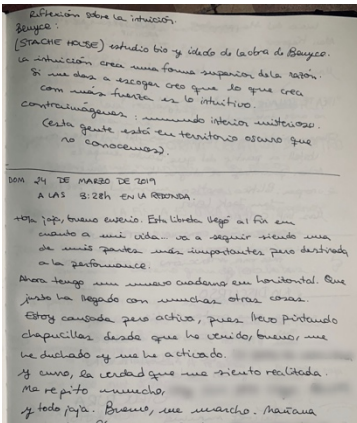 Reflexión sobre la intuición.
Beuyce:
(STACHE HOUSE) estudio bio y ideado de la obra de Beuyce.
La intuición crea una forma superior de la razón.
Si me das a escoger creo que lo que crea
con más fuerza es lo intuitivo.
contraimágenes: mundo interior misterioso.
(esta gente está en territorio oscuro que
no conocemos).
DOM 24 DE MARZO DE 2019
A LAS 8:28h EN LA REDONDA.
jaja, bueno Esta libreta llegó al fin en
cuanto a mi vida... va a seguir siendo una
de mis partes más importantes pero destinada
a la performance.
Ahora tengo un nuevo cuaderno en horitontal. Que
justo ha llegado con muchas otras cosas.
Estoy cansada pero activa, pues llevo pintando
chapucillas desde que he venido, bueno, me
he duchado y me he activado.
y la verdad que me siento realitada.
Me repito mucho,
y todo jaja. Bueno, me marcho. Mañana